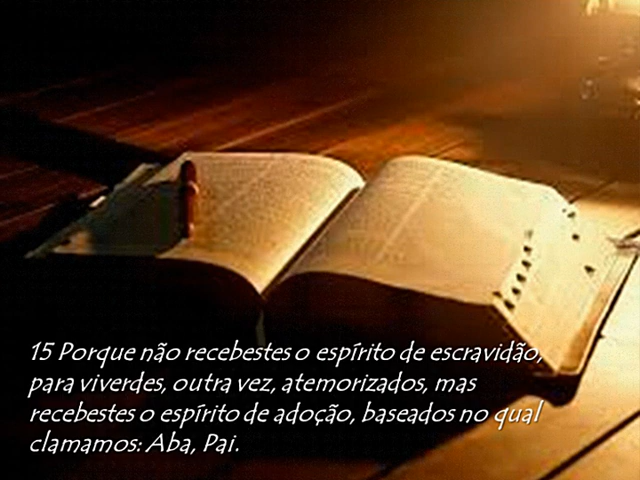 15 Porque não recebestes o espírito de escravidão,
para viverdes, outra vez, atemorizados, mas
recebestes o espírito de adoção, baseados no qual
clamamos: Aba, Pai.